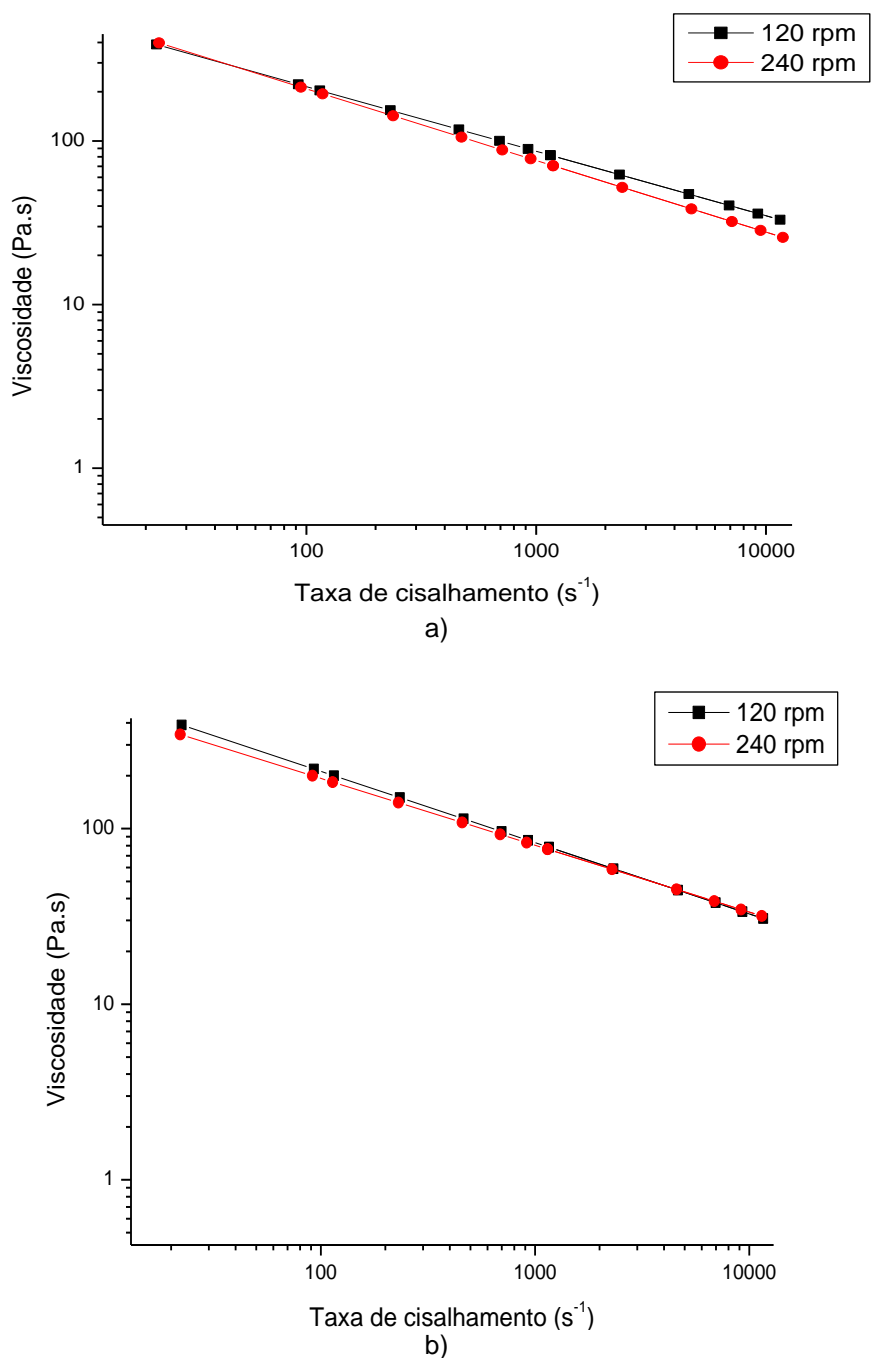 120 rpm
240 rpm
Viscosidade (Pa.s)
100
10
1
100
1000
10000
Taxa de cisalhamento (s⁻¹)
a)
120 rpm
240 rpm
Viscosidade (Pa.s)
100
10
1
100
1000
10000
Taxa de cisalhamento (s⁻¹)
b)